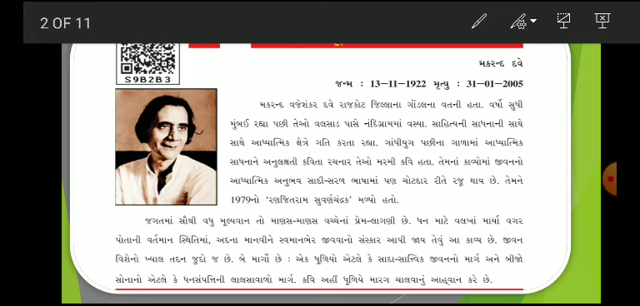 2 OF 11
S9B2B3
મકરન્દ દવે
જન્મ : 13-11-1922 મૃત્યુ : 31-01-2005
મકરન્દ વજેશંકર દવે રાજકોટ જિલ્લાના ગોંડલના વતની હતા. વર્ષો સુધી
મુંબઈ રહ્યા પછી તેઓ વલસાડ પાસે નંદિગ્રામમાં વસ્યા. સાહિત્યની સાધનાની સાથે
સાથે આધ્યાત્મિક ક્ષેત્રે ગતિ કરતા રહ્યા. ગાંધીયુગ પછીના ગાળામાં આધ્યાત્મિક
સાધનાને અનુલક્ષતી કવિતા રચનાર તેઓ મરમી કવિ હતા. તેમનાં કાવ્યોમાં જીવનનો
આધ્યાત્મિક અનુભવ સાદી-સરળ ભાષામાં પણ ચોટદાર રીતે રજૂ થાય છે. તેમને
1979નો 'રણજિતરામ સુવર્ણચંદ્રક' મળ્યો હતો.
જગતમાં સૌથી વધુ મૂલ્યવાન તો માણસ-માણસ વચ્ચેનાં પ્રેમ-લાગણી છે. ધન માટે વલખાં માર્યા વગર
પોતાની વર્તમાન સ્થિતિમાં, અદના માનવીને સ્વમાનભેર જીવવાનો સંસ્કાર આપી જાય તેવું આ કાવ્ય છે. જીવન
વિશેનો ખ્યાલ તદ્દન જુદો જ છે. બે માર્ગો છે : એક ધૂળિયો એટલે કે સાદા-સાત્ત્વિક જીવનનો માર્ગ અને બીજો
સોનાનો એટલે કે ધનસંપત્તિની લાલસાવાળો માર્ગ. કવિ અહીં ધૂળિયે મારગ ચાલવાનું આહ્વાન કરે છે.